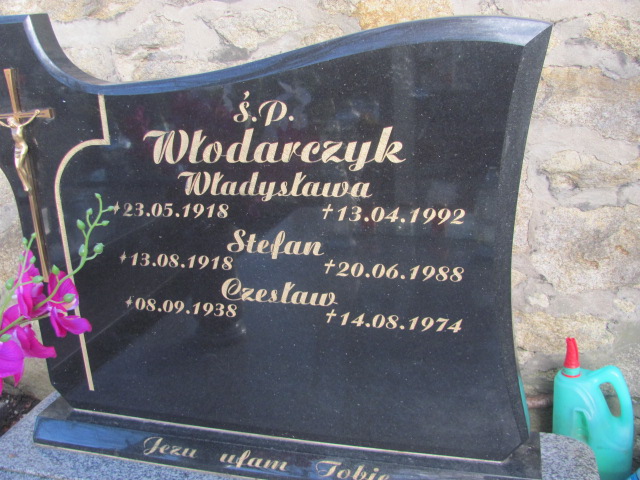 ś.p.
Włodarczyk
Władysława
*23.05.1918 †13.04.1992
Stefan
*13.08.1918 †20.06.1988
Czesław
*08.09.1938 †14.08.1974
Jezu ufam Tobie